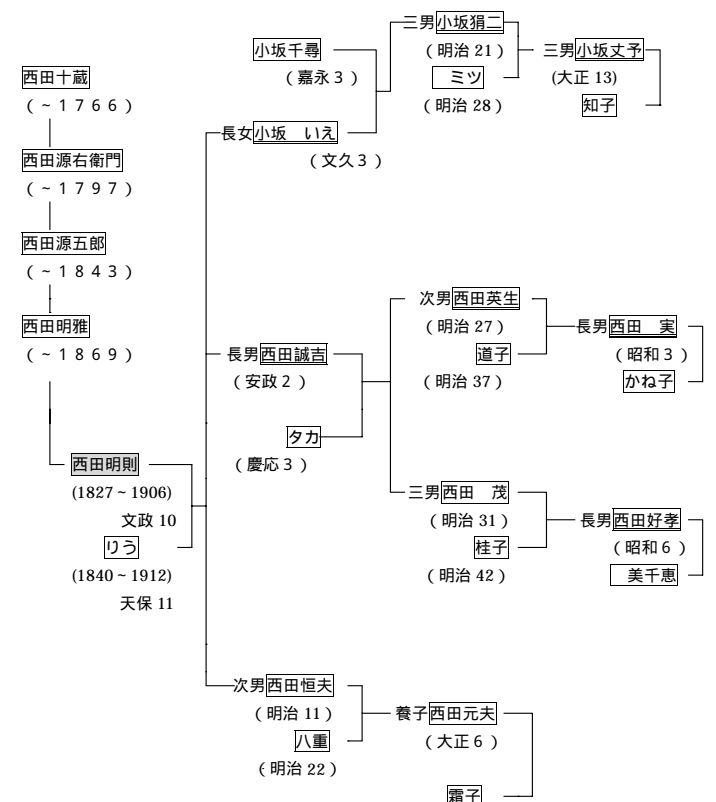 西田十蔵
(~1766)
西田源右衛門
(~1797)
西田源五郎
(~1843)
西田明雅
(~1869)
西田明則
(1827~1906)
文政 10
りう
(1840~1912)
天保 11
小坂千尋
(嘉永3)
長女小坂　いえ
(文久3)
三男小坂狷二
(明治 21)
ミツ
(明治 28)
三男小坂丈予
(大正 13)
知子
長男西田誠吉
(安政2)
タカ
(慶応3)
次男西田英生
(明治 27)
道子
(明治 37)
長男西田　実
(昭和3)
かね子
三男西田　茂
(明治 31)
桂子
(明治 42)
長男西田好孝
(昭和6)
美千恵
次男西田恒夫
(明治 11)
八重
(明治 22)
養子西田元夫
(大正6)
霜子